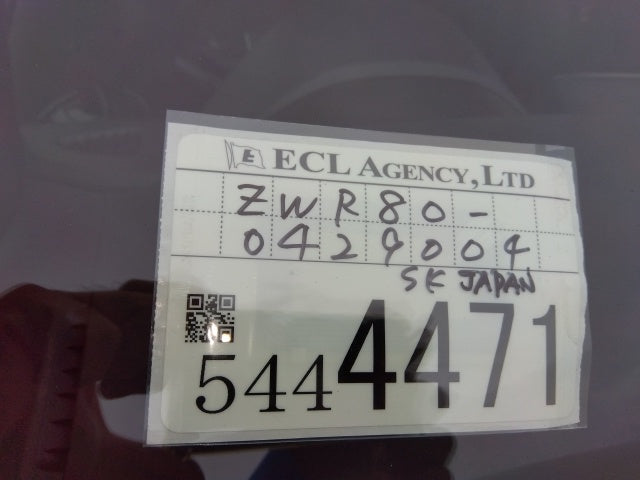 E ECL AGENCY, LTD
ZWR80-
0429004
SK JAPAN
5444471